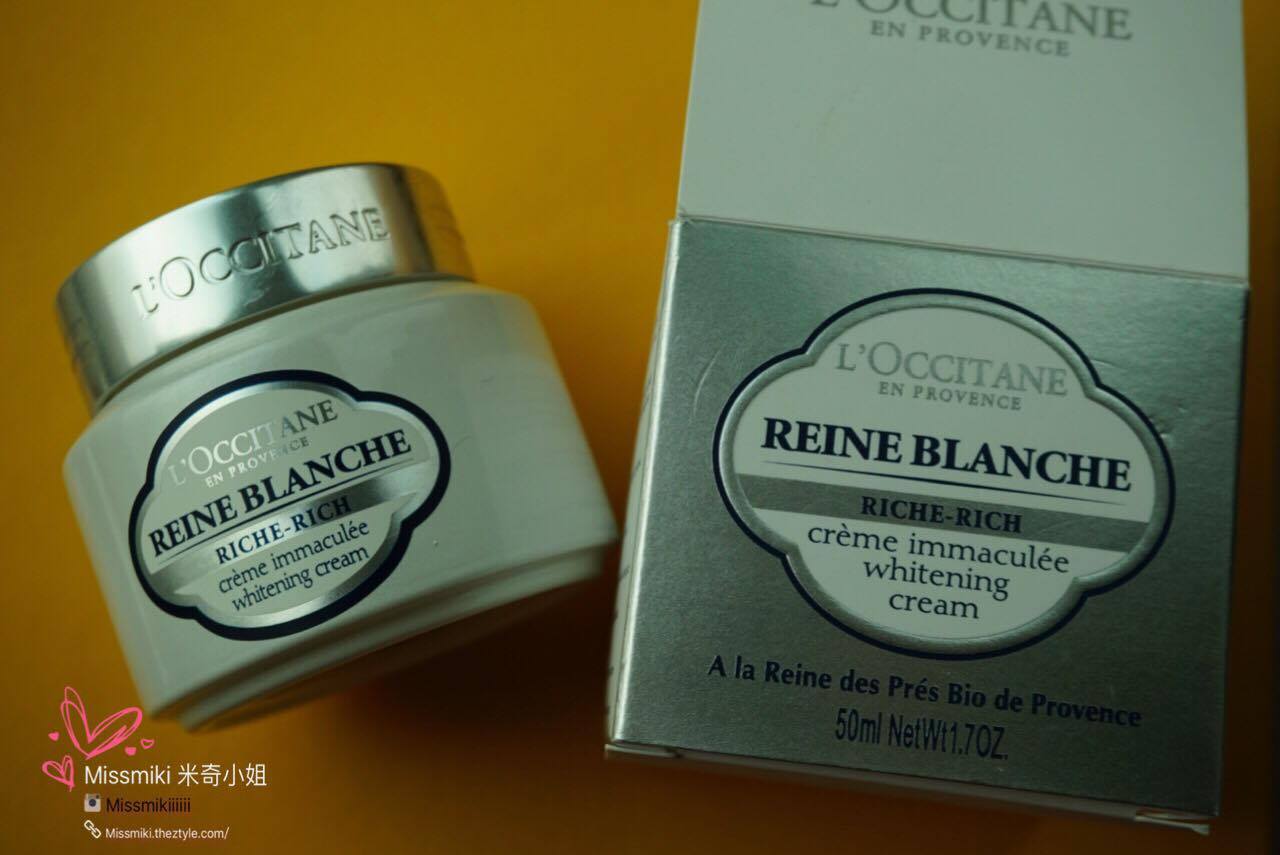 L'OCCITANE
L'OCCITANE
EN PROVENCE
REINE BLANCHE
RICHE-RICH
crème immaculée
whitening cream
L'OCCITANE
EN PROVENCE
L'OCCITANE
EN PROVENCE
REINE BLANCHE
RICHE-RICH
crème immaculée
whitening
cream
A la Reine des Prés Bio de Provence
50ml NetWt1.7OZ.
Missmiki 米奇小姐
Missmikiiiiii
Missmiki.theztyle.com/